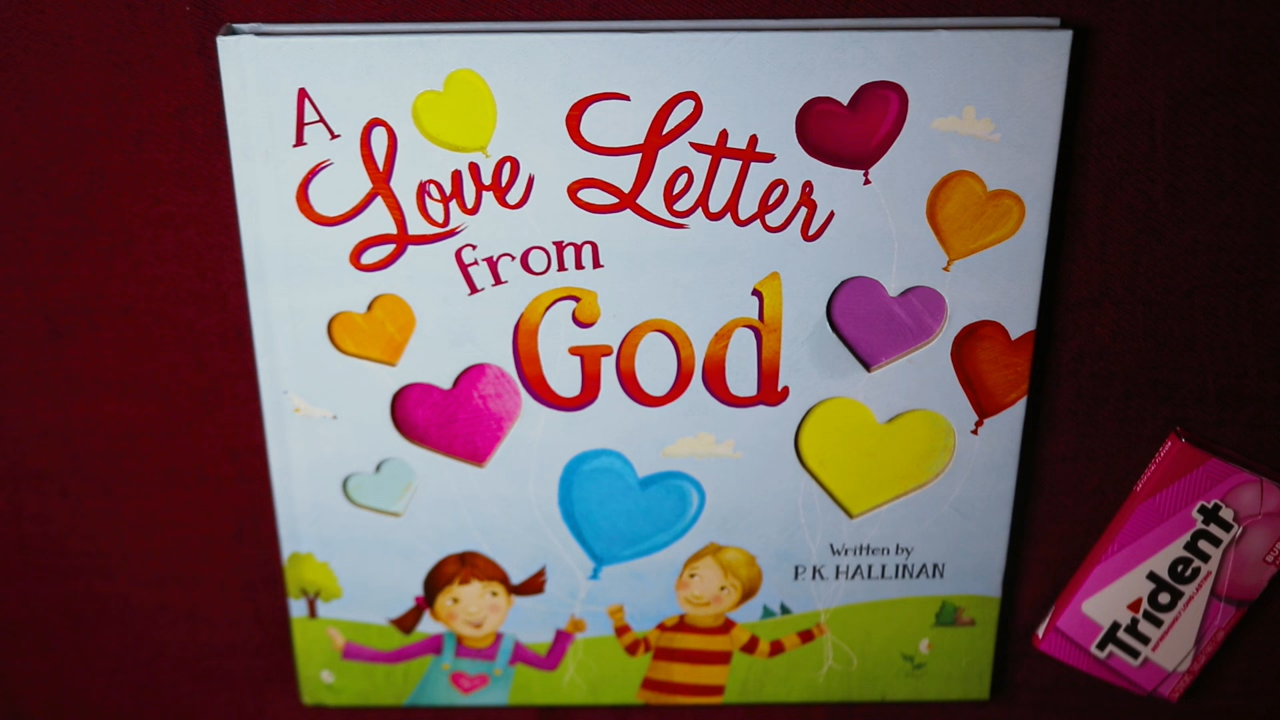 A
Love Letter
from
God
Written by
P. K. HALLINAN
Trident